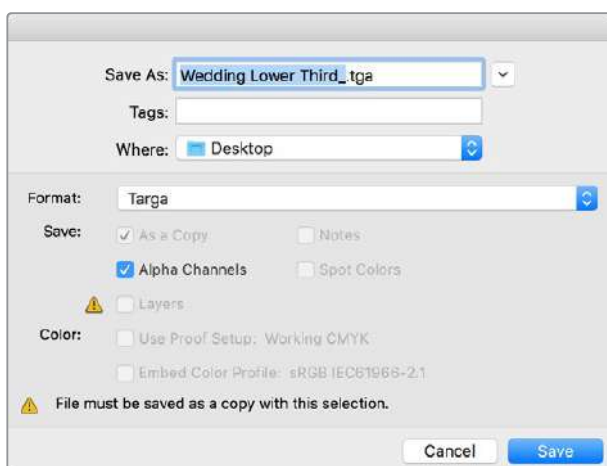 Save As: Wedding Lower Third_.tga
Tags:
Where: Desktop
Format: Targa
Save: As a Copy Notes
Alpha Channels Spot Colors
Layers
Color: Use Proof Setup: Working CMYK
Embed Color Profile: sRGB IEC61966-2.1
File must be saved as a copy with this selection.
Cancel Save